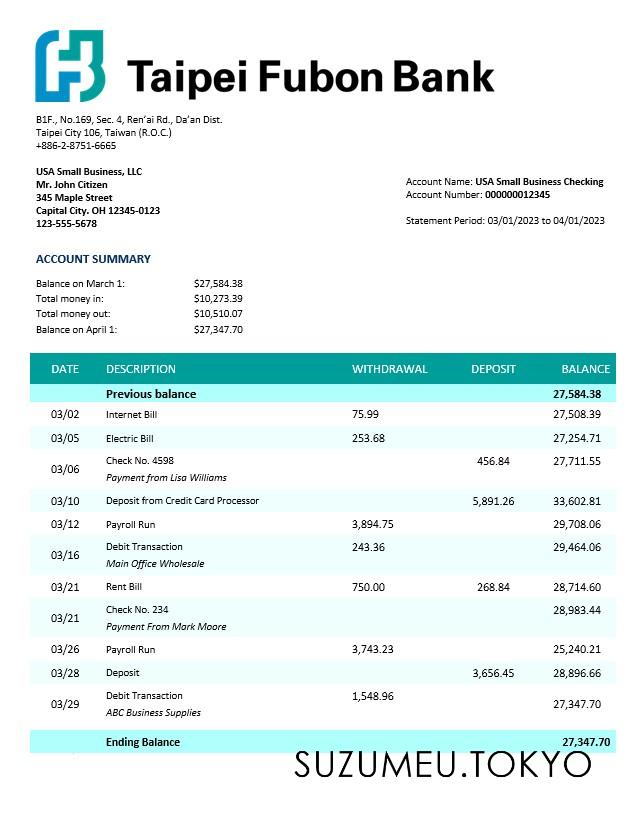 Taipei Fubon Bank
B1F., No.169, Sec. 4, Ren'ai Rd., Da'an Dist.
Taipei City 106, Taiwan (R.O.C.)
+886-2-8751-6665
USA Small Business, LLC
Mr. John Citizen
345 Maple Street
Capital City. OH 12345-0123
123-555-5678
Account Name: USA Small Business Checking
Account Number: 000000012345
Statement Period: 03/01/2023 to 04/01/2023
ACCOUNT SUMMARY
Balance on March 1: $27,584.38
Total money in: $10,273.39
Total money out: $10,510.07
Balance on April 1: $27,347.70
DATE DESCRIPTION WITHDRAWAL DEPOSIT BALANCE
Previous balance 27,584.38
03/02 Internet Bill 75.99 27,508.39
03/05 Electric Bill 253.68 27,254.71
03/06 Check No. 4598 456.84 27,711.55
Payment from Lisa Williams
03/10 Deposit from Credit Card Processor 5,891.26 33,602.81
03/12 Payroll Run 3,894.75 29,708.06
03/16 Debit Transaction 243.36 29,464.06
Main Office Wholesale
03/21 Rent Bill 750.00 268.84 28,714.60
03/21 Check No. 234 28,983.44
Payment From Mark Moore
03/26 Payroll Run 3,743.23 25,240.21
03/28 Deposit 3,656.45 28,896.66
03/29 Debit Transaction 1,548.96 27,347.70
ABC Business Supplies
Ending Balance 27,347.70
SUZUMEU.TOKYO